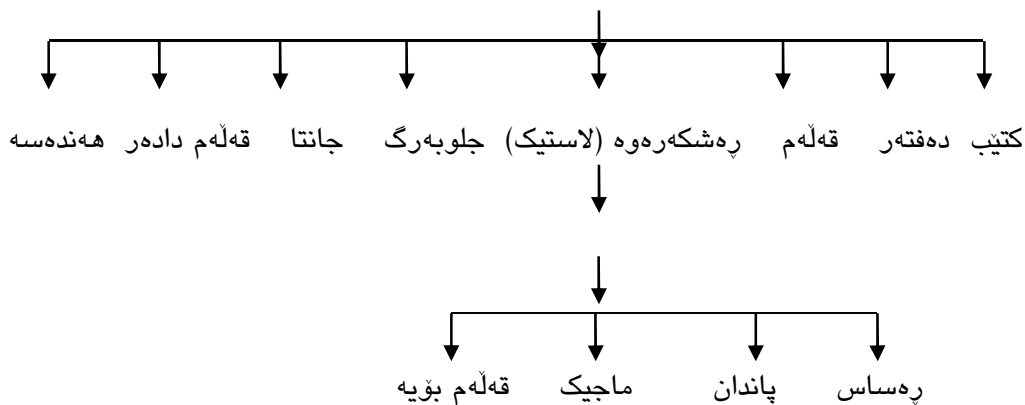 کتێب دەفتەر قەڵەم ڕەشکەرەوە (لاستیک) جلوبەرگ جانتا قەڵەم دادەر هەندەسە
ڕەساس پاندان ماجیک قەڵەم بۆیە